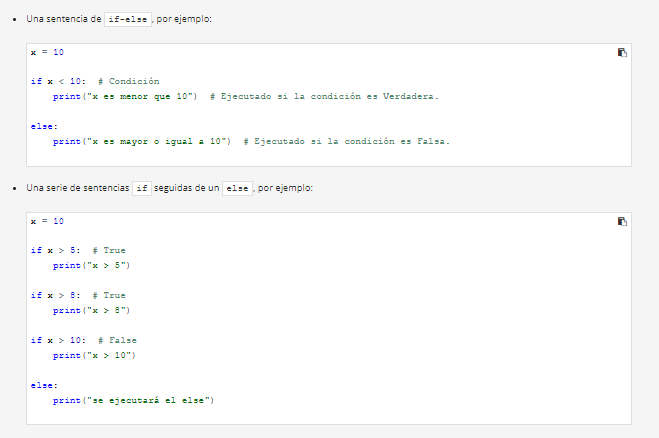 Una sentencia de if-else, por ejemplo:
x = 10
if x < 10:  # Condición
    print("x es menor que 10")  # Ejecutado si la condición es Verdadera.
else:
    print("x es mayor o igual a 10")  # Ejecutado si la condición es Falsa.
Una serie de sentencias if seguidas de un else, por ejemplo:
x = 10
if x > 5:  # True
    print("x > 5")
if x > 8:  # True
    print("x > 8")
if x > 10:  # False
    print("x > 10")
else:
    print("se ejecutará el else")